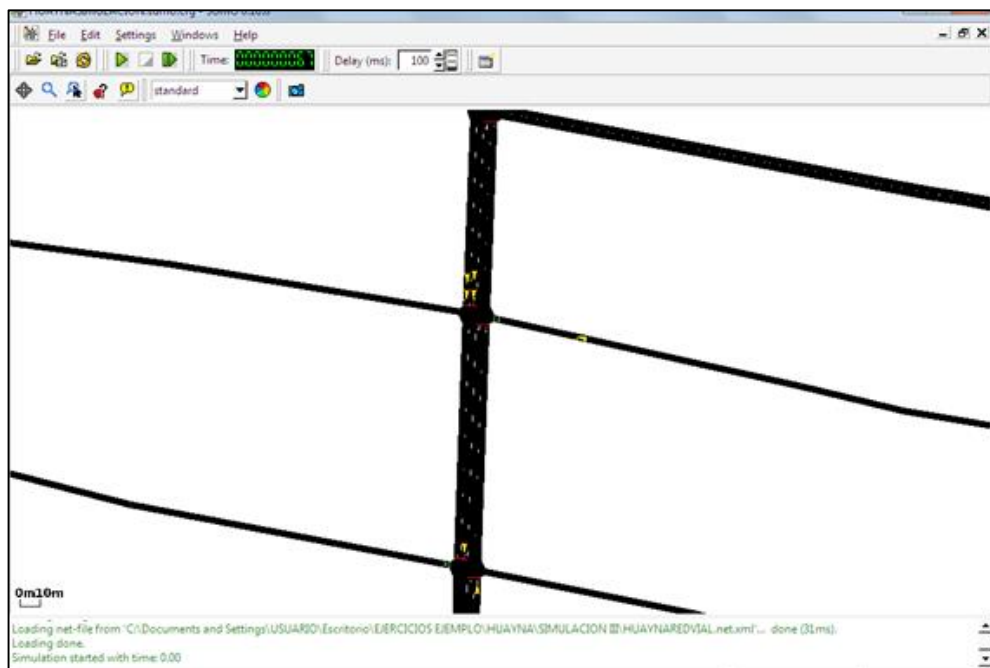 File Edit Settings Windows Help
Time: Delay (ms): 100
standard
0m10m
Loading net-file from 'C:\Documents and Settings\USUARIO\Escritorio\EJERCICIOS EJEMPLO\HUAYNA\SIMULACION III\HUAYNAREDVIAL.net.xml'... done (31ms).
Loading done.
Simulation started with time: 0.00